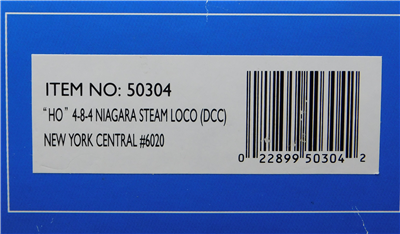 ITEM NO: 50304
“HO” 4-8-4 NIAGARA STEAM LOCO (DCC)
NEW YORK CENTRAL #6020
0 22899 50304 2